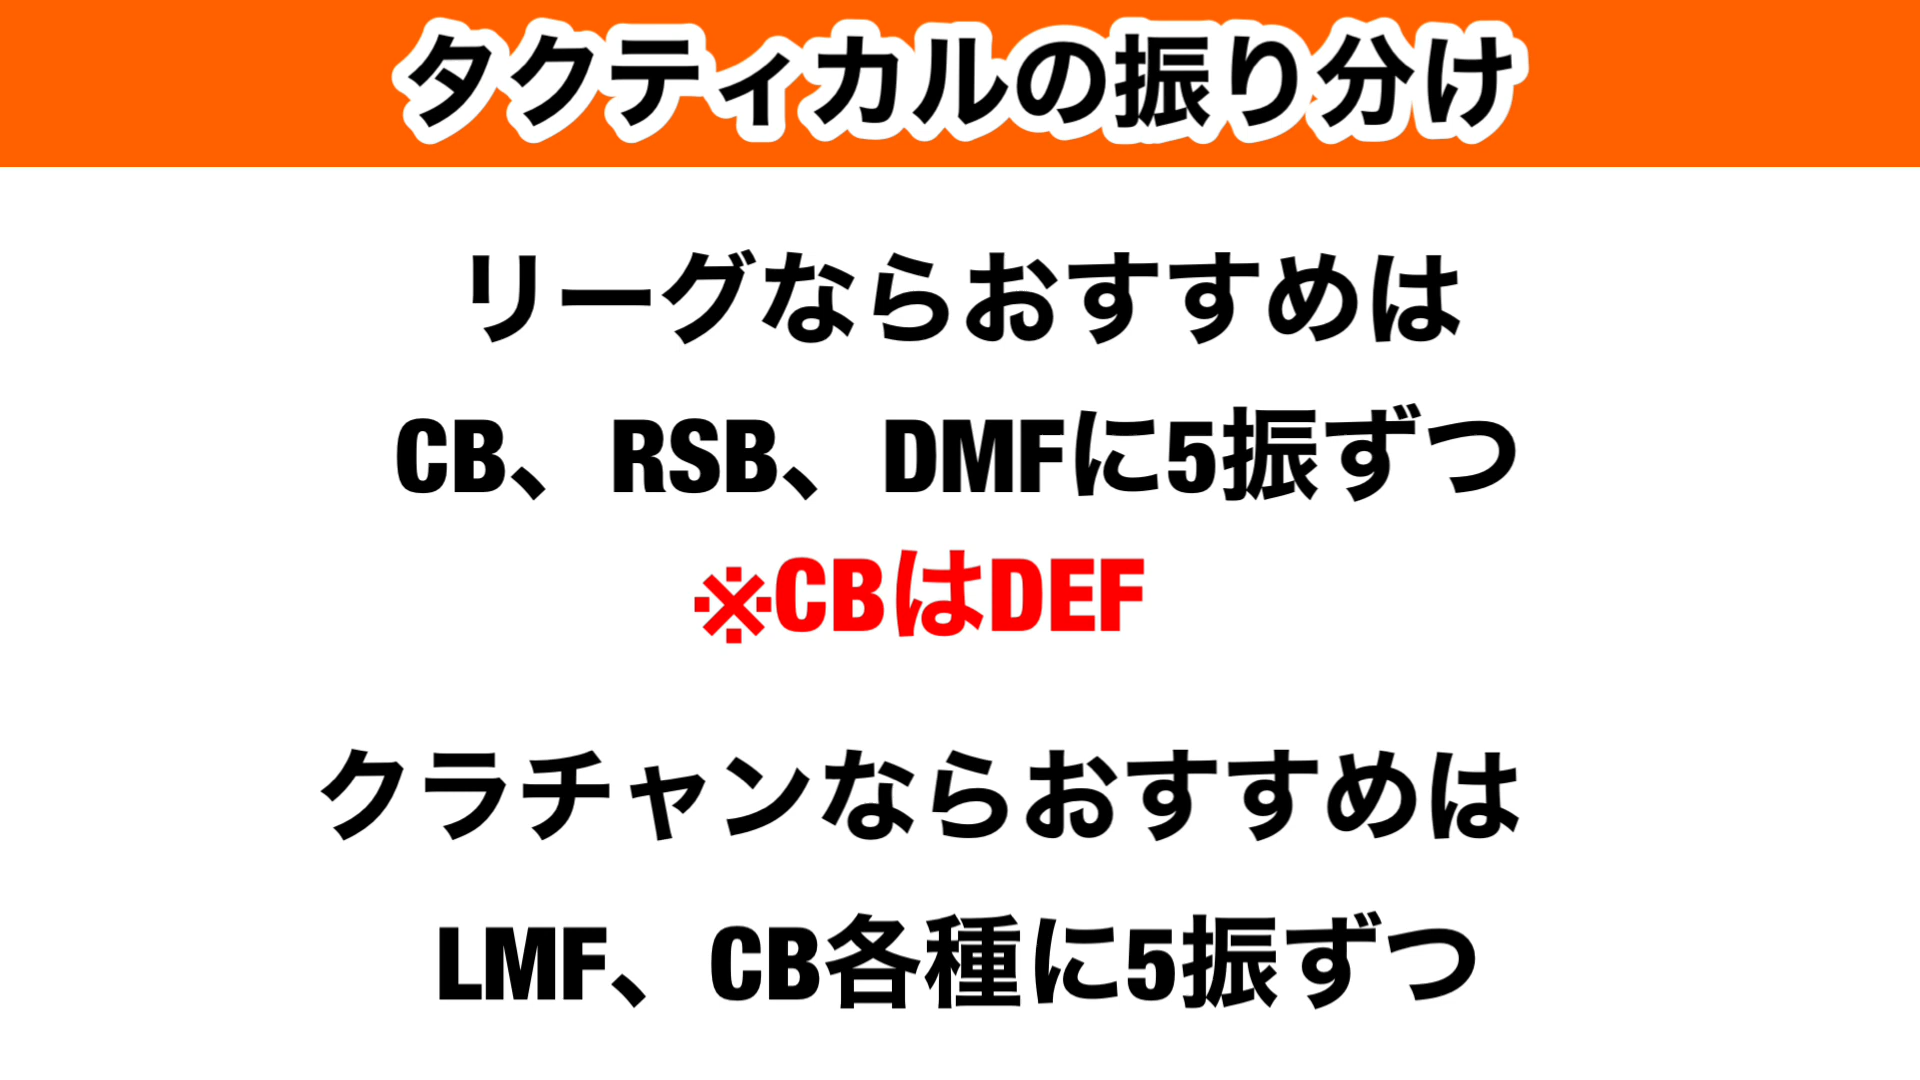 タクティカルの振り分け
リーグならおすすめは
CB、RSB、DMFに5振ずつ
※CBはDEF
クラチャンならおすすめは
LMF、CB各種に5振ずつ